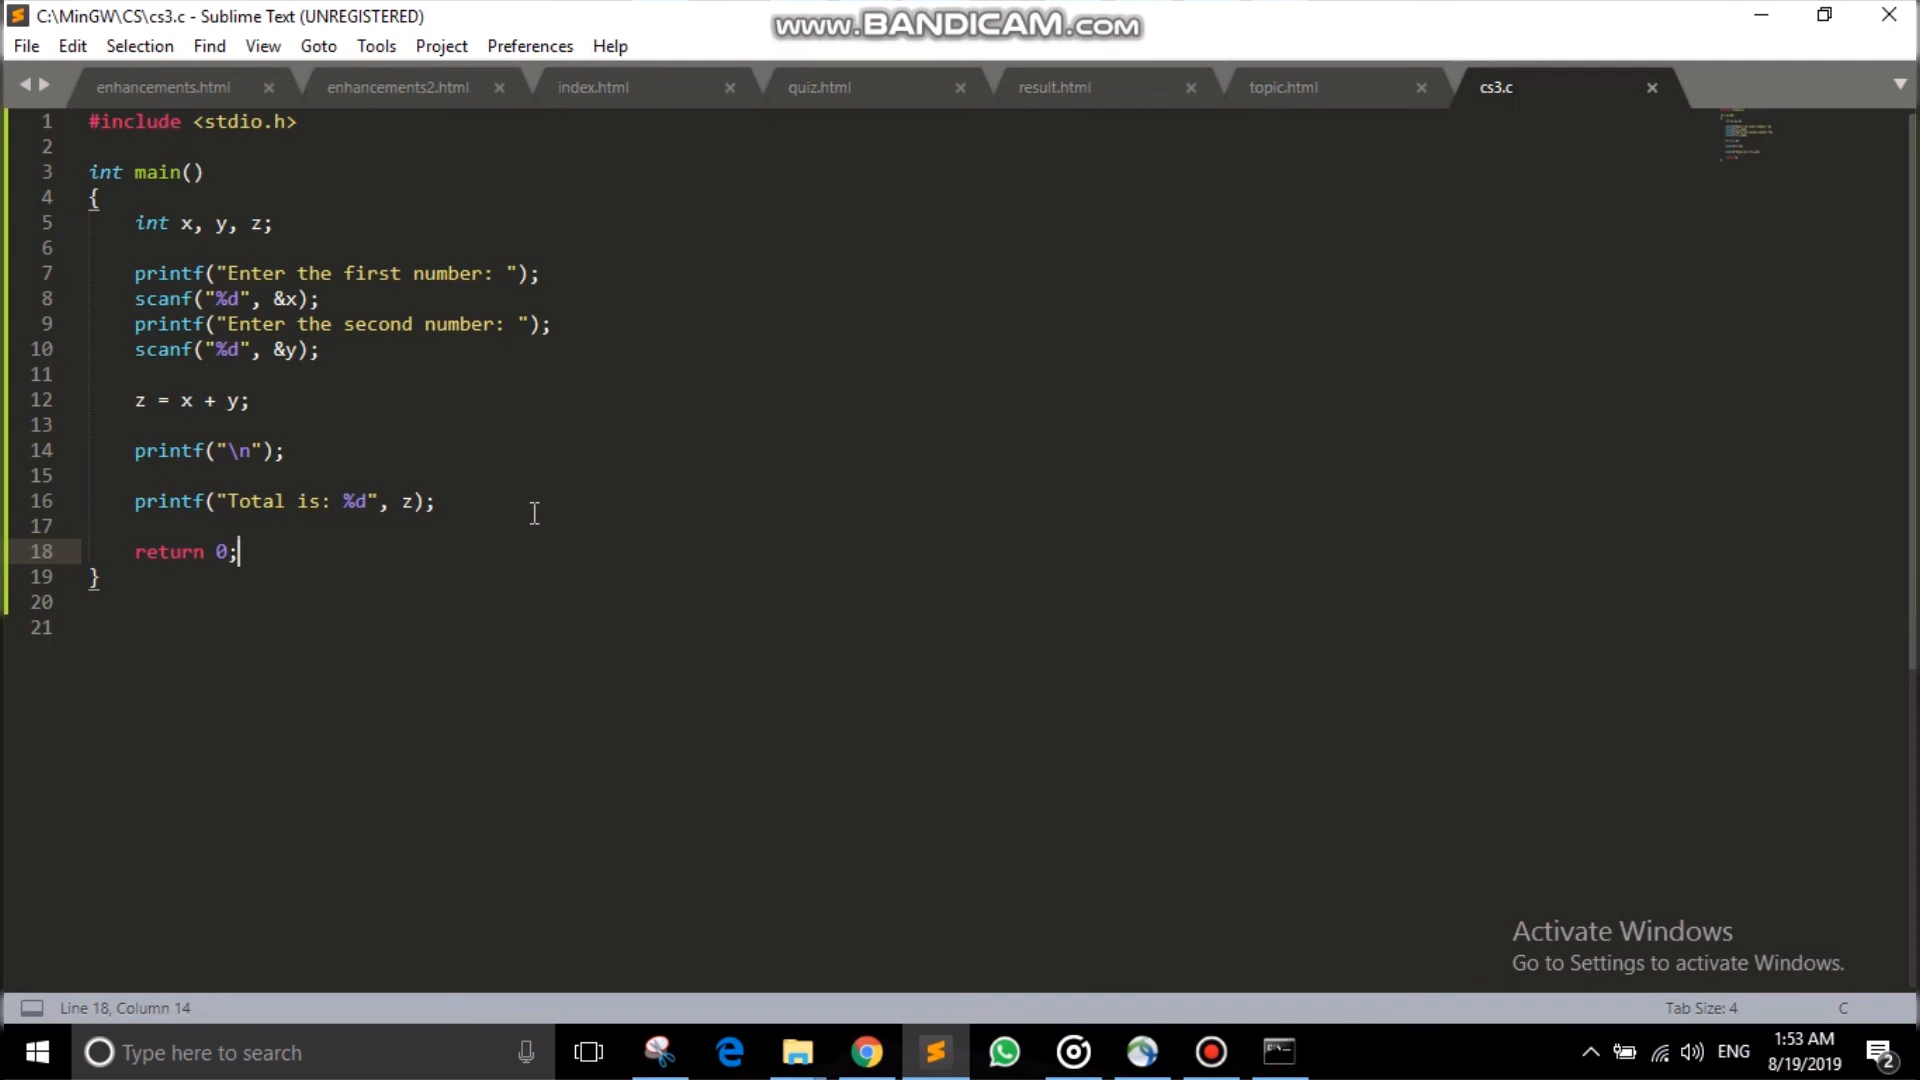 C:\MinGW\CS\cs3.c - Sublime Text (UNREGISTERED)
www.BANDICAM.com
File Edit Selection Find View Goto Tools Project Preferences Help
enhancements.html enhancements2.html index.html quiz.html result.html topic.html cs3.c
1 #include <stdio.h>
2
3 int main()
4 {
5 int x, y, z;
6
7 printf("Enter the first number: ");
8 scanf("%d", &x);
9 printf("Enter the second number: ");
10 scanf("%d", &y);
11
12 z = x + y;
13
14 printf("\n");
15
16 printf("Total is: %d", z);
17
18 return 0;
19 }
20
21
Activate Windows
Go to Settings to activate Windows.
Line 18, Column 14 Tab Size: 4 C
Type here to search ENG 1:53 AM
8/19/2019 2